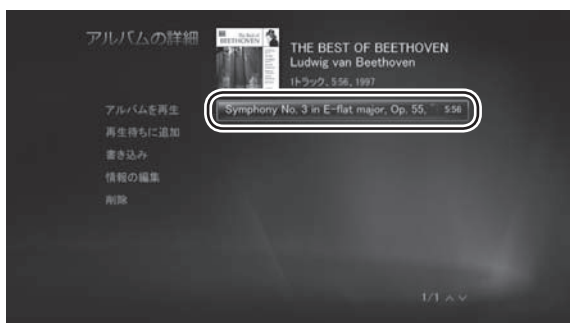 アルバムの詳細
THE BEST OF BEETHOVEN
Ludwig van Beethoven
1トラック, 5:56, 1997
アルバムを再生
Symphony No. 3 in E-flat major, Op. 55, " 5:56
再生待ちに追加
書き込み
情報の編集
削除
1/1